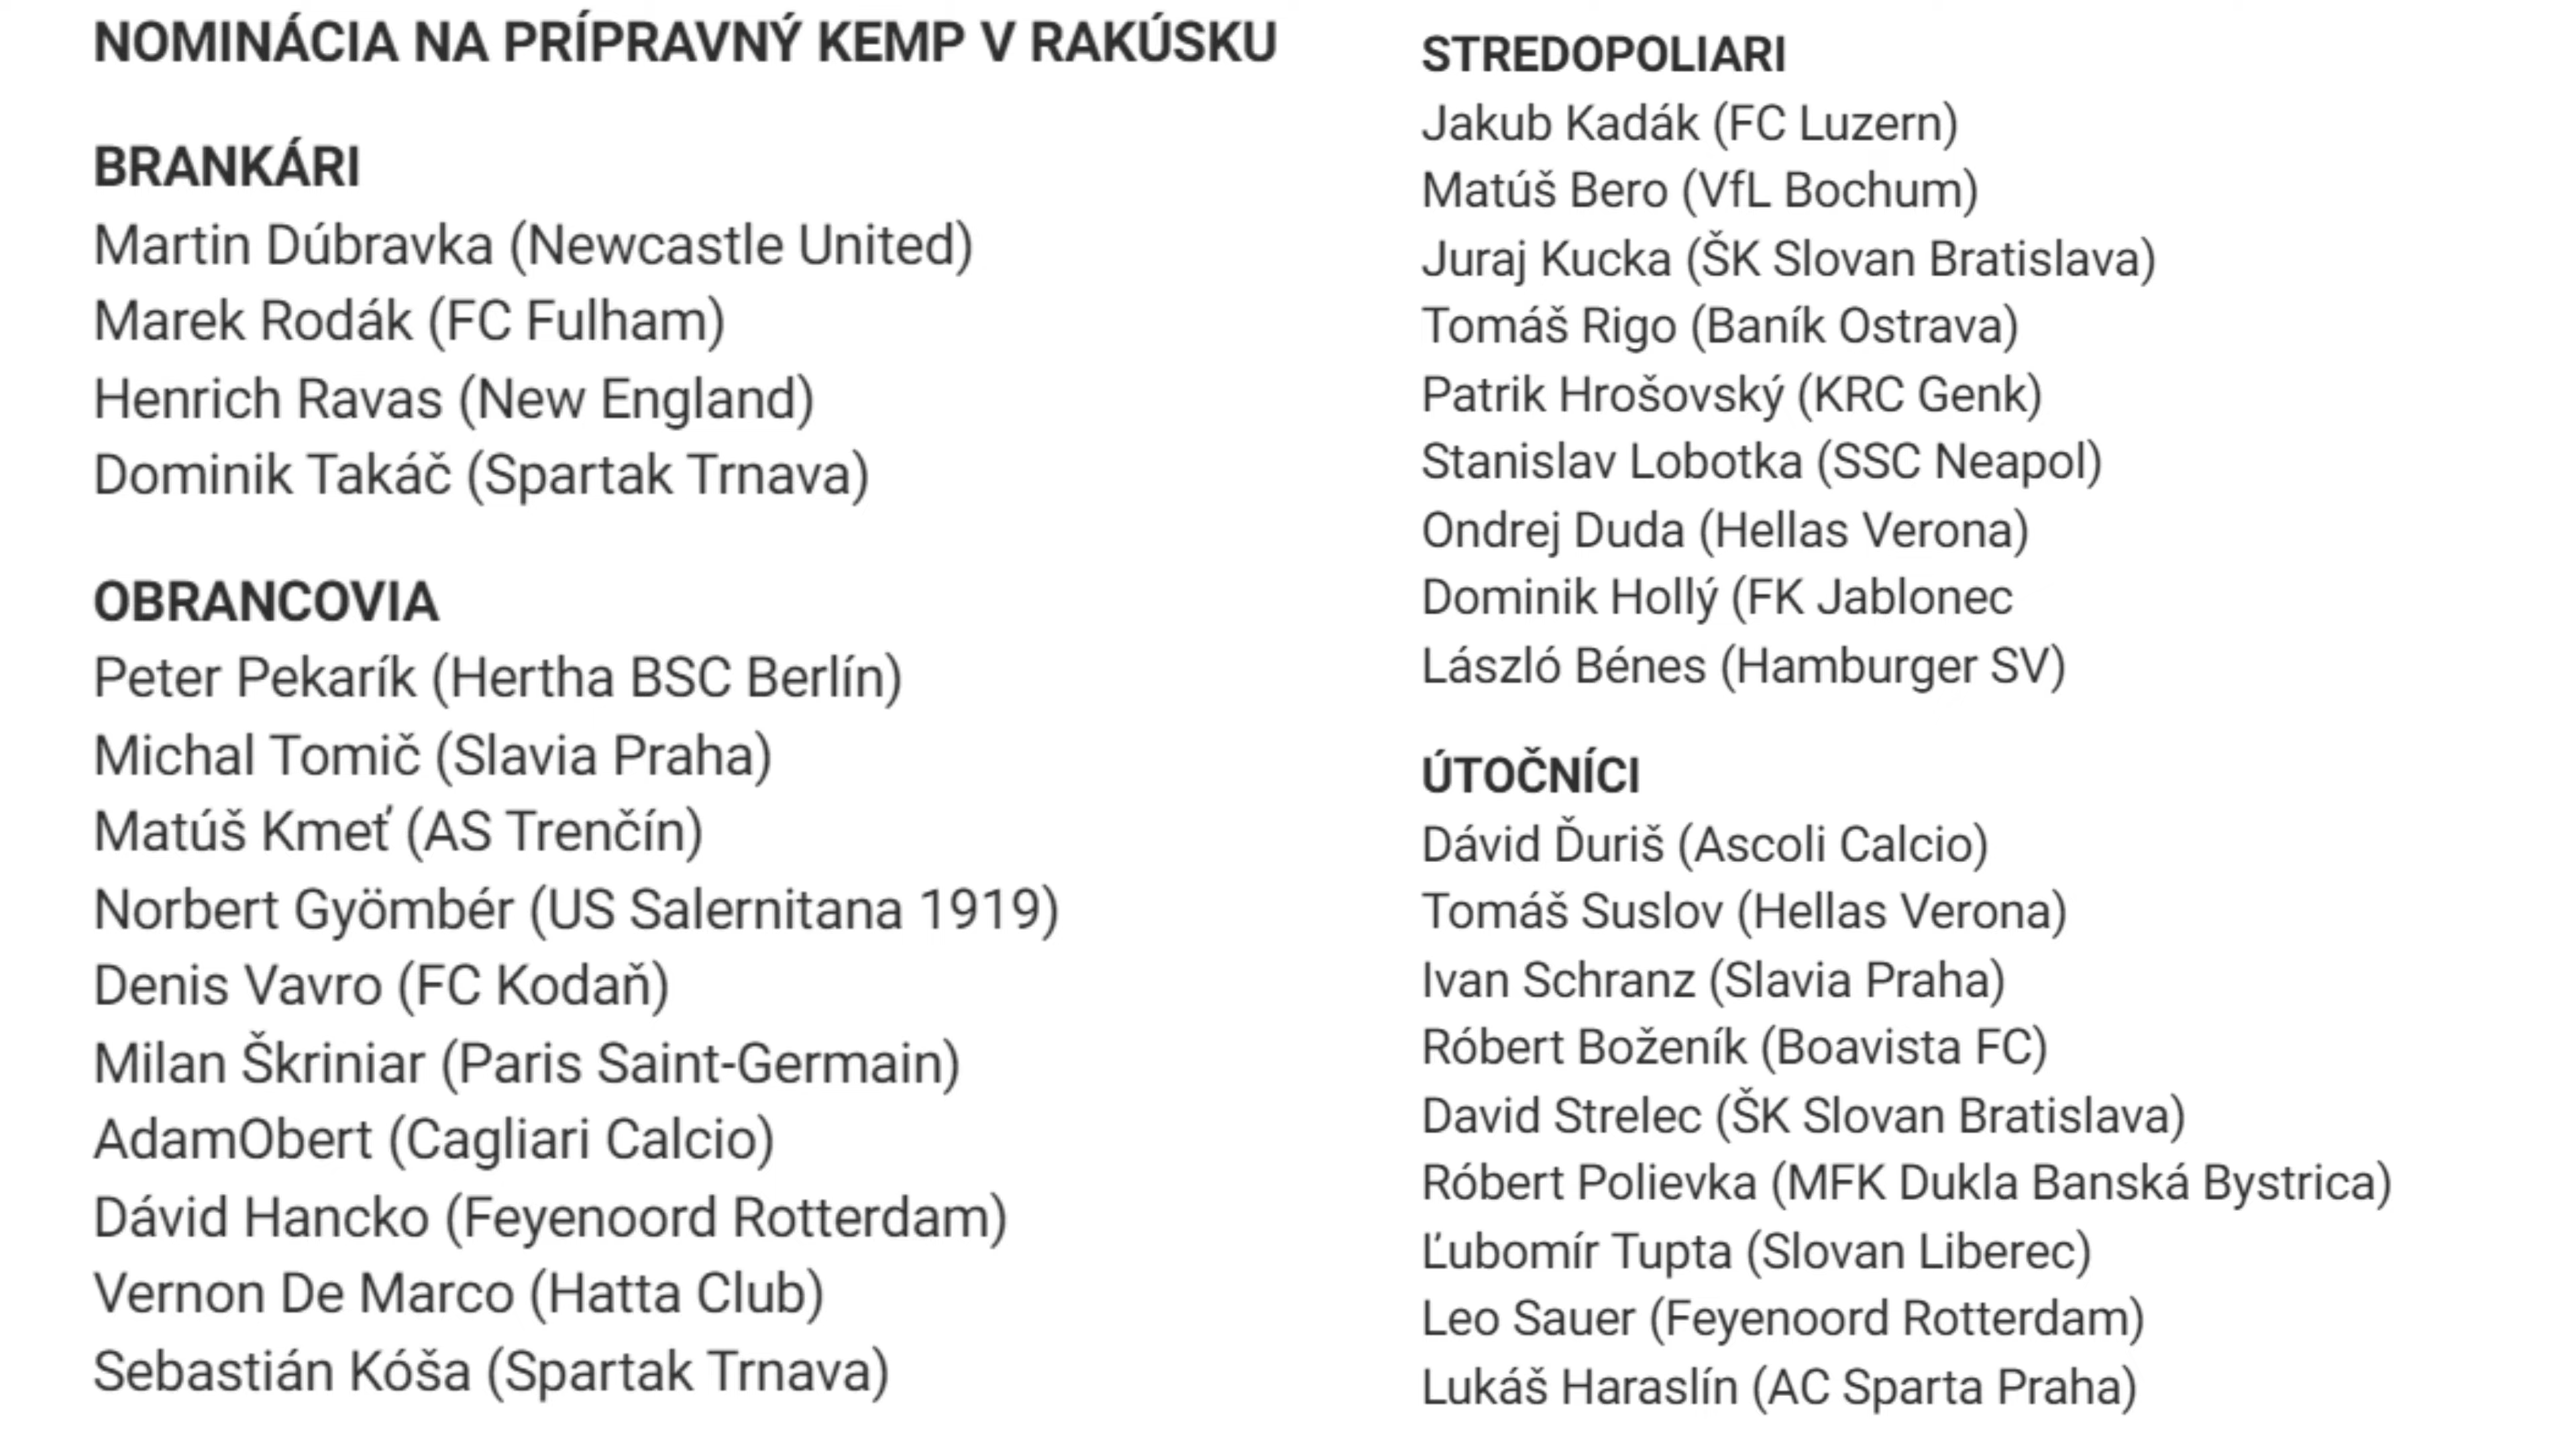 NOMINÁCIA NA PRÍPRAVNÝ KEMP V RAKÚSKU
BRANKÁRI
Martin Dúbravka (Newcastle United)
Marek Rodák (FC Fulham)
Henrich Ravas (New England)
Dominik Takáč (Spartak Trnava)
OBRANCOVIA
Peter Pekarík (Hertha BSC Berlín)
Michal Tomič (Slavia Praha)
Matúš Kmeť (AS Trenčín)
Norbert Gyömbér (US Salernitana 1919)
Denis Vavro (FC Kodaň)
Milan Škriniar (Paris Saint-Germain)
AdamObert (Cagliari Calcio)
Dávid Hancko (Feyenoord Rotterdam)
Vernon De Marco (Hatta Club)
Sebastián Kóša (Spartak Trnava)
STREDOPOLIARI
Jakub Kadák (FC Luzern)
Matúš Bero (VfL Bochum)
Juraj Kucka (ŠK Slovan Bratislava)
Tomáš Rigo (Baník Ostrava)
Patrik Hrošovský (KRC Genk)
Stanislav Lobotka (SSC Neapol)
Ondrej Duda (Hellas Verona)
Dominik Hollý (FK Jablonec
László Bénes (Hamburger SV)
ÚTOČNÍCI
Dávid Ďuriš (Ascoli Calcio)
Tomáš Suslov (Hellas Verona)
Ivan Schranz (Slavia Praha)
Róbert Boženík (Boavista FC)
David Strelec (ŠK Slovan Bratislava)
Róbert Polievka (MFK Dukla Banská Bystrica)
Ľubomír Tupta (Slovan Liberec)
Leo Sauer (Feyenoord Rotterdam)
Lukáš Haraslín (AC Sparta Praha)